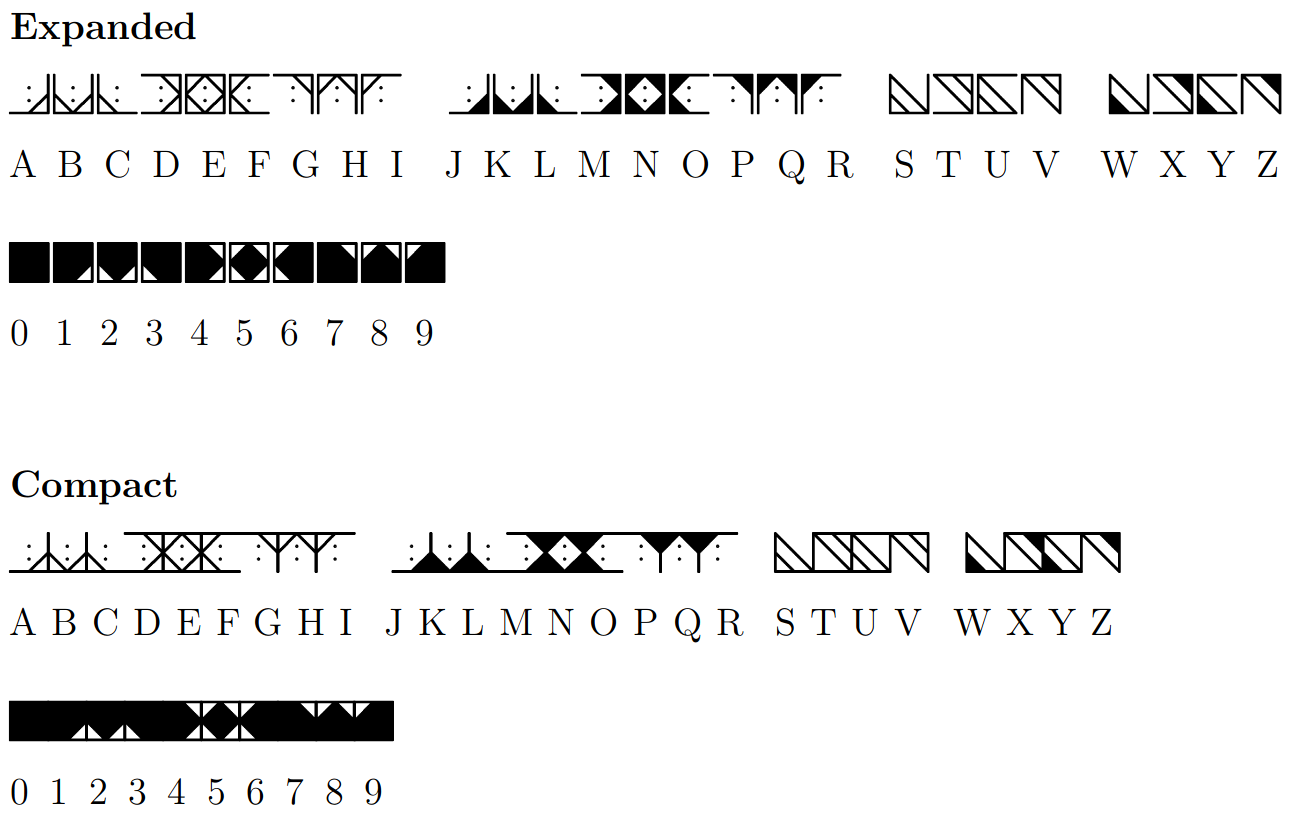 Expanded
A B C D E F G H I J K L M N O P Q R S T U V W X Y Z
0 1 2 3 4 5 6 7 8 9
Compact
A B C D E F G H I J K L M N O P Q R S T U V W X Y Z
0 1 2 3 4 5 6 7 8 9